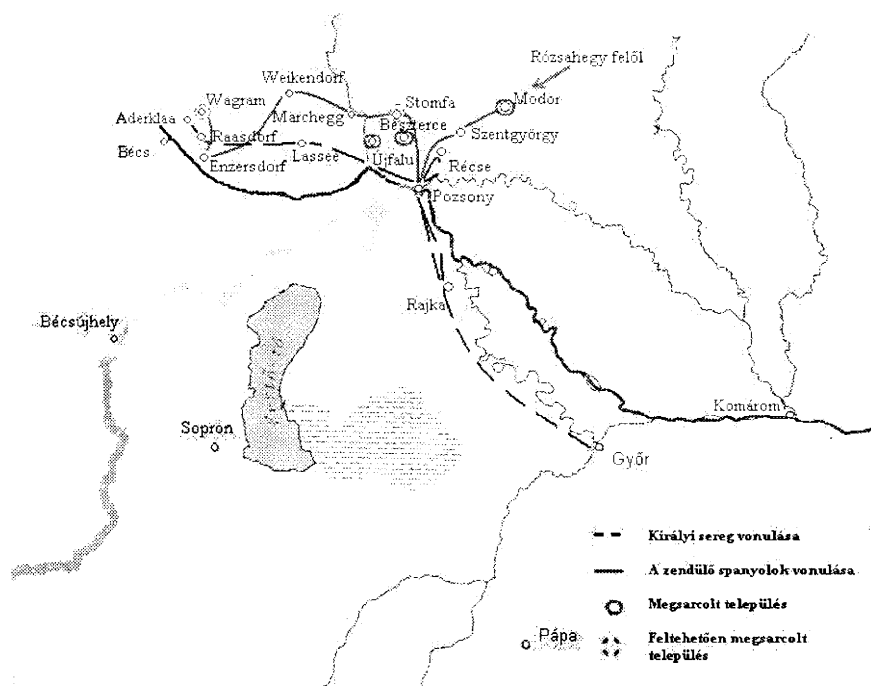 Rózsahegy felől
Weikendorf
Wagram
Stomfa
Modor
Aderklaa
Marchegg
Beszterce
Szentgyörgy
Raasdorf
Bécs
Lassee
Újfalu
Enzersdorf
Récse
Pozsony
Rajka
Bécsújhely
Komárom
Sopron
Győr
Királyi sereg vonulása
A zendülő spanyolok vonulása
Megsarcolt település
Pápa
Feltehetően megsarcolt
település